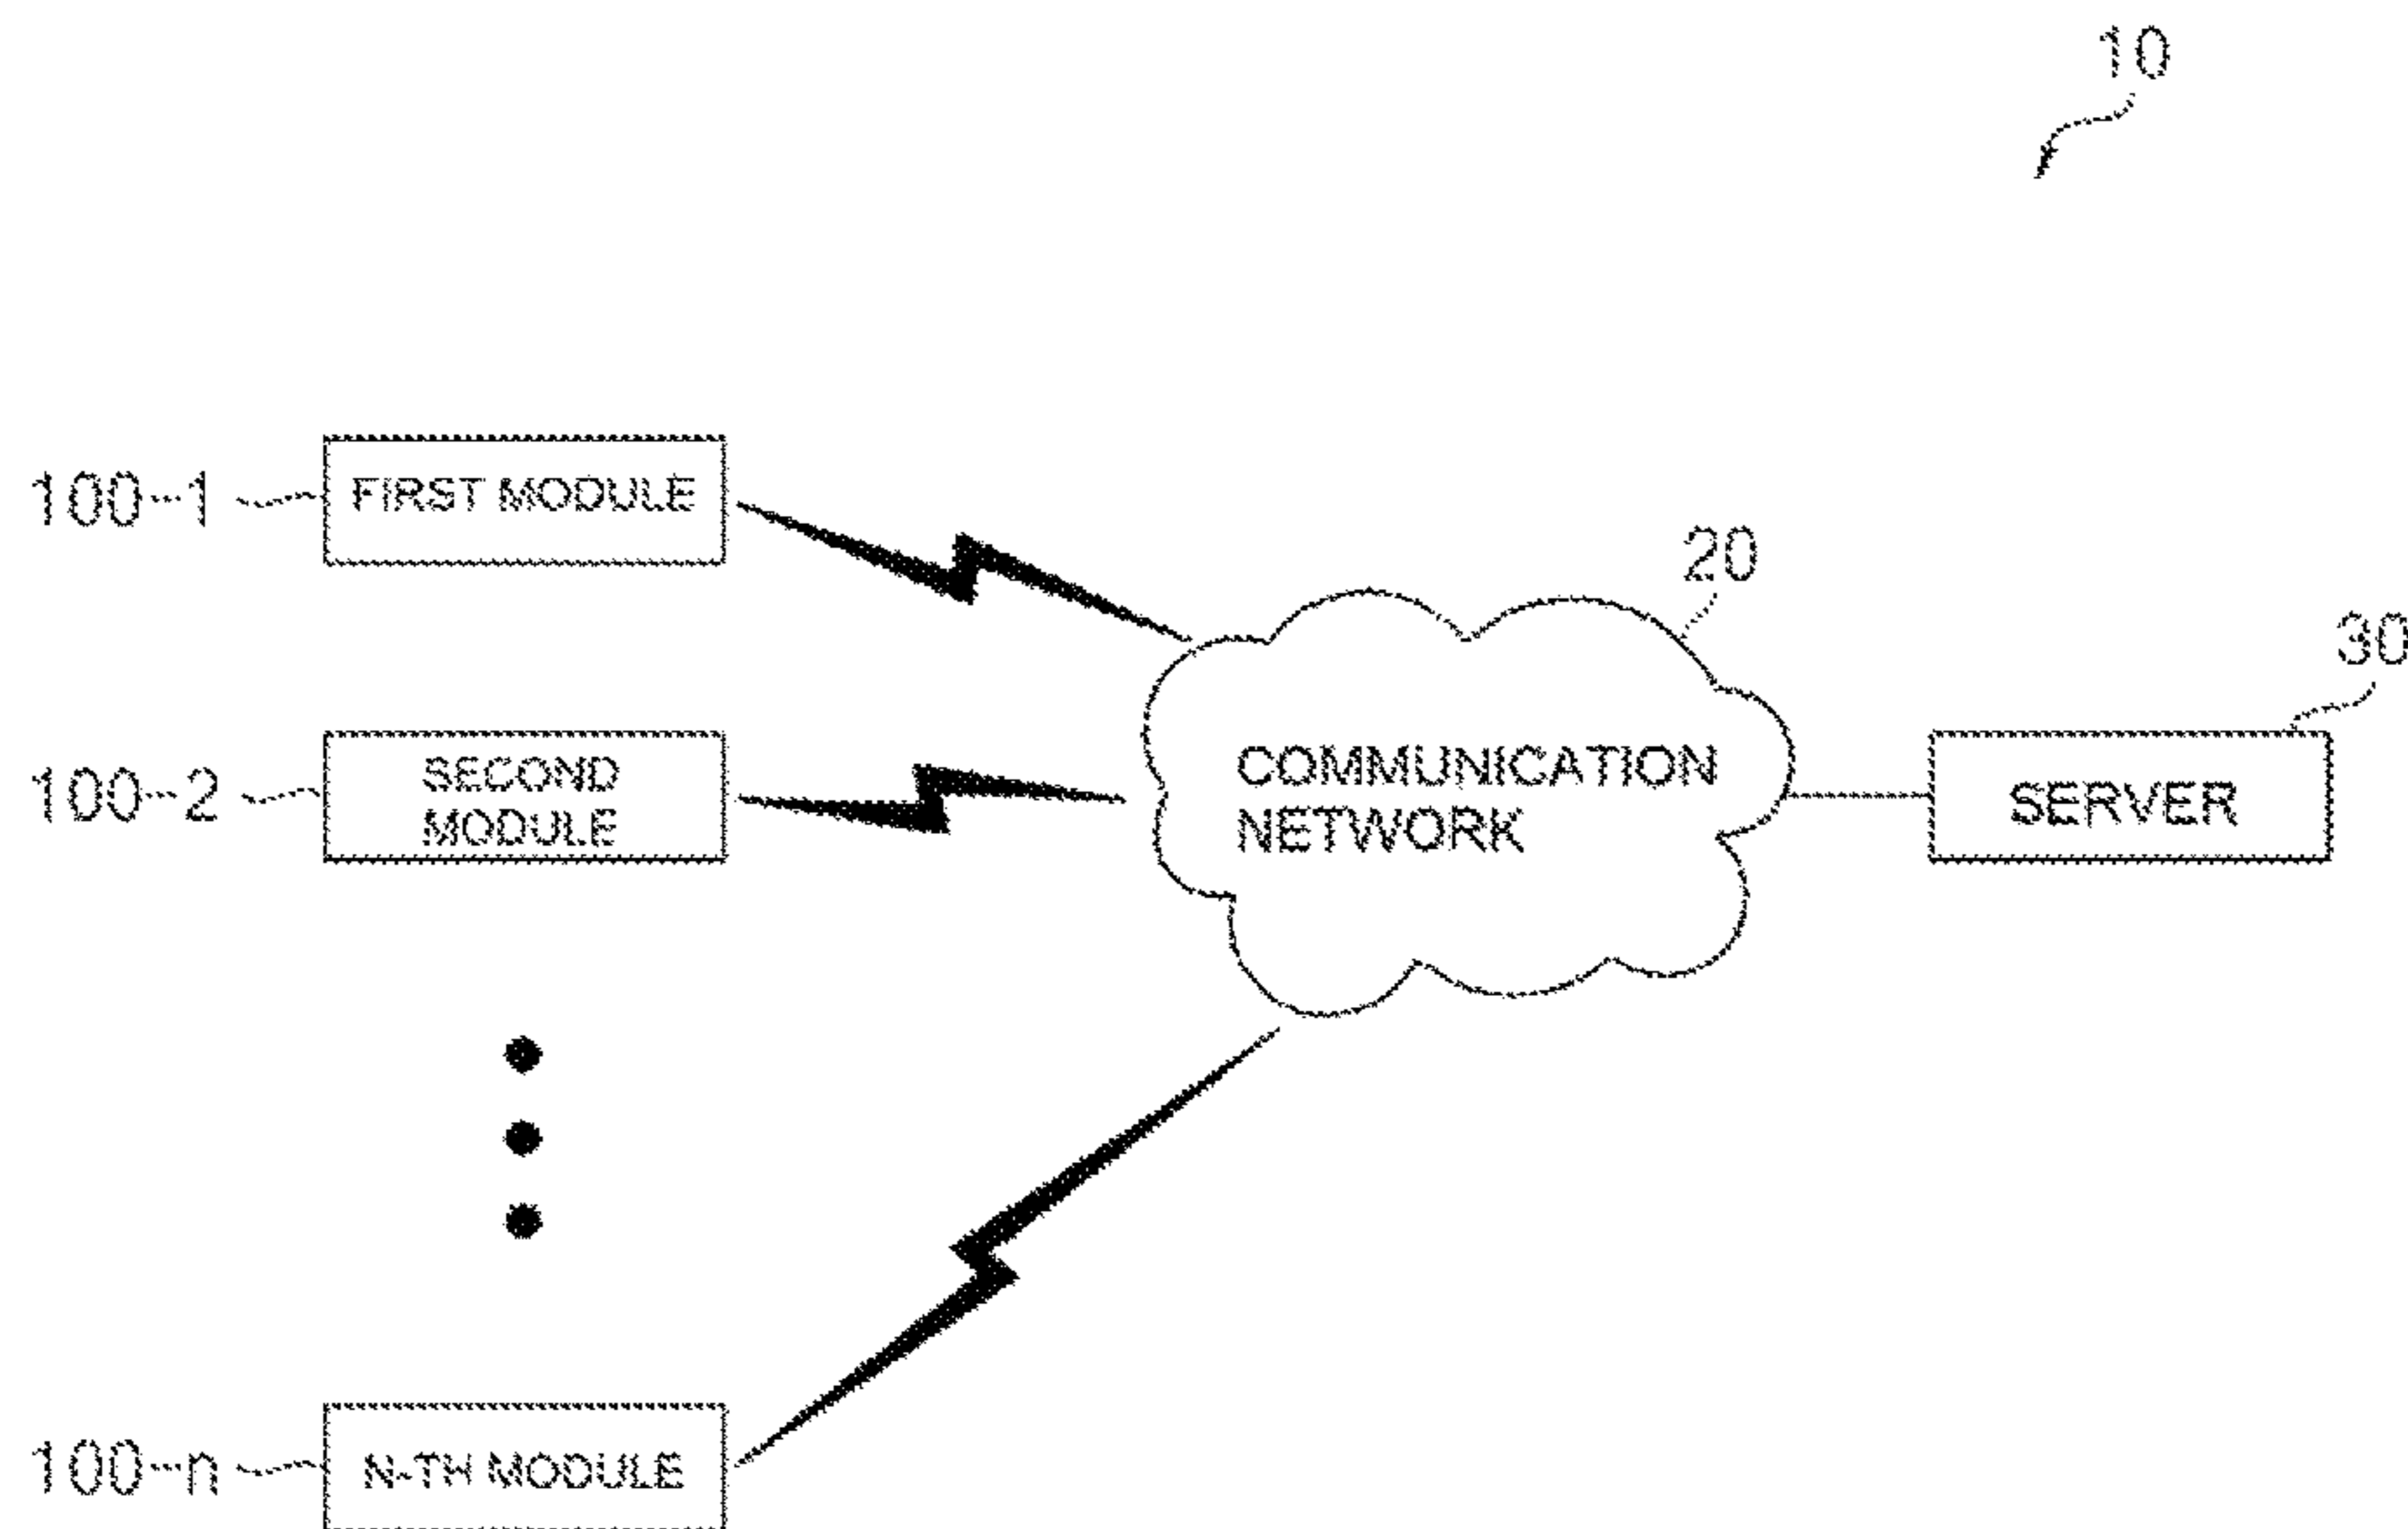 10
100-1
FIRST MODULE
20
30
100-2
SECOND
MODULE
COMMUNICATION
NETWORK
SERVER
100-n
N-TH MODULE